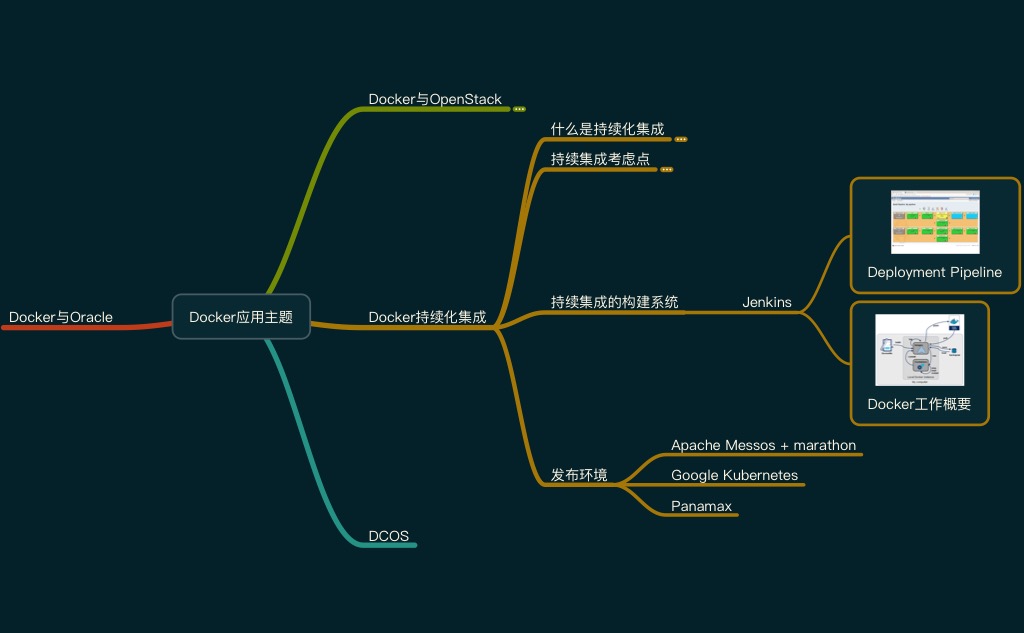 Docker与OpenStack
什么是持续化集成
持续集成考虑点
Deployment Pipeline
持续集成的构建系统
Jenkins
Docker与Oracle
Docker应用主题
Docker持续化集成
Docker工作概要
Apache Messos + marathon
发布环境
Google Kubernetes
Panamax
DCOS